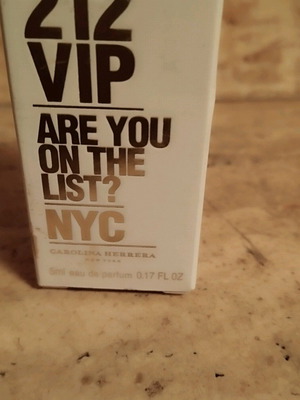 212
VIP
ARE YOU
ON THE
LIST?
NYC
CAROLINA HERRERA
NEW YORK
5ml eau de parfum 0.17 FL OZ